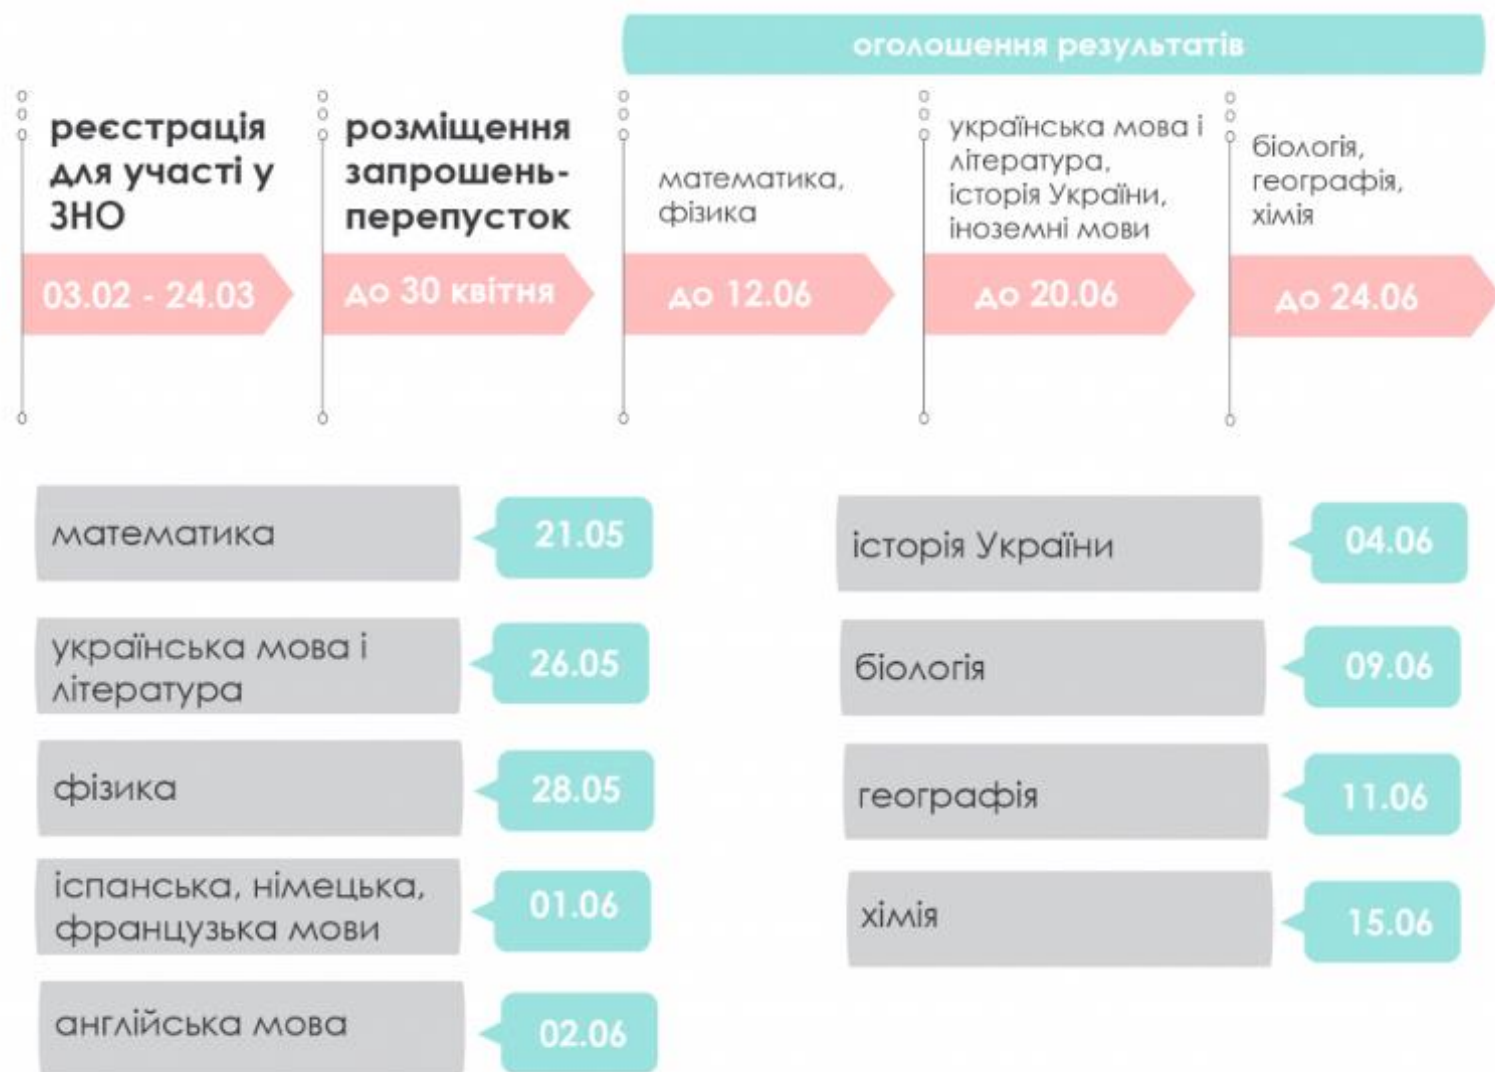 оголошення результатів
реєстрація
для участі у
ЗНО
03.02 - 24.03
розміщення
запрошень-
перепусток
до 30 квітня
математика,
фізика
до 12.06
українська мова і
література,
історія України,
іноземні мови
до 20.06
біологія,
географія,
хімія
до 24.06
математика
21.05
українська мова і
література
26.05
фізика
28.05
іспанська, німецька,
французька мови
01.06
англійська мова
02.06
історія України
04.06
біологія
09.06
географія
11.06
хімія
15.06